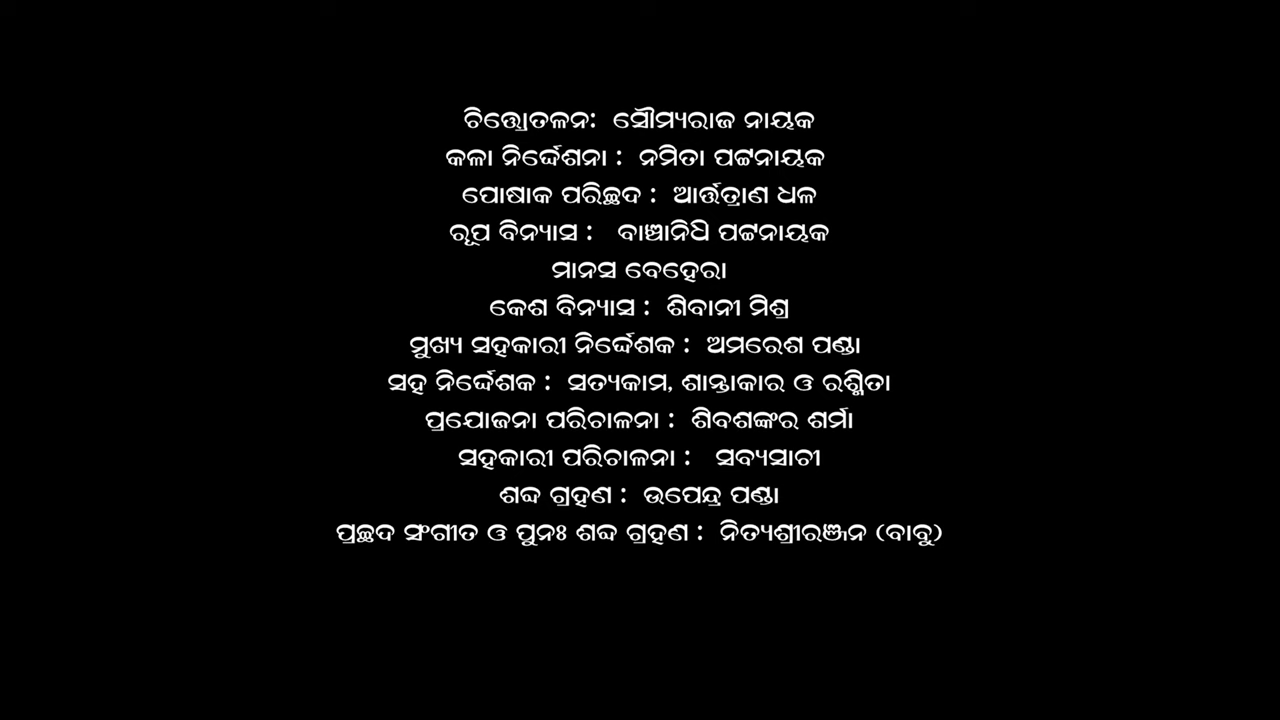 ଚିତ୍ତ୍ରୋତଳନ: ସୌମ୍ୟରାଜ ନାୟକ
କଳା ନିର୍ଦ୍ଦେଶନା : ନମିତା ପଟ୍ଟନାୟକ
ପୋଷାକ ପରିଚ୍ଛଦ : ଆର୍ତ୍ତତ୍ରାଣ ଧଳ
ରୂପ ବିନ୍ୟାସ : ବାଞ୍ଚାନିଧି ପଟ୍ଟନାୟକ
ମାନସ ବେହେରା
କେଶ ବିନ୍ୟାସ : ଶିବାନୀ ମିଶ୍ର
ମୁଖ୍ୟ ସହକାରୀ ନିର୍ଦ୍ଦେଶକ : ଅମରେଶ ପଣ୍ଡା
ସହ ନିର୍ଦ୍ଦେଶକ : ସତ୍ୟକାମ, ଶାନ୍ତାକାର ଓ ରଶ୍ମିତା
ପ୍ରଯୋଜନା ପରିଚାଳନା : ଶିବଶଙ୍କର ଶର୍ମା
ସହକାରୀ ପରିଚାଳନା : ସବ୍ୟସାଚୀ
ଶବ୍ଦ ଗ୍ରହଣ : ଉପେନ୍ଦ୍ର ପଣ୍ଡା
ପ୍ରଚ୍ଛଦ ସଂଗୀତ ଓ ପୁନଃ ଶବ୍ଦ ଗ୍ରହଣ : ନିତ୍ୟଶ୍ରୀରଞ୍ଜନ (ବାବୁ)